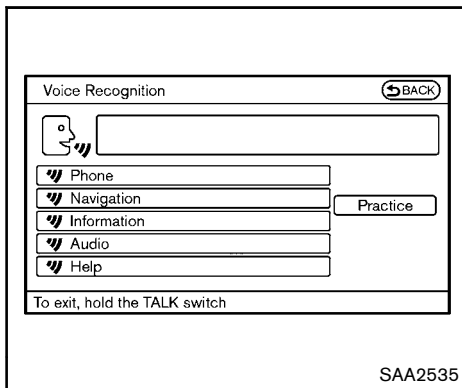 Voice Recognition
BACK
Phone
Navigation
Practice
Information
Audio
Help
To exit, hold the TALK switch
SAA2535